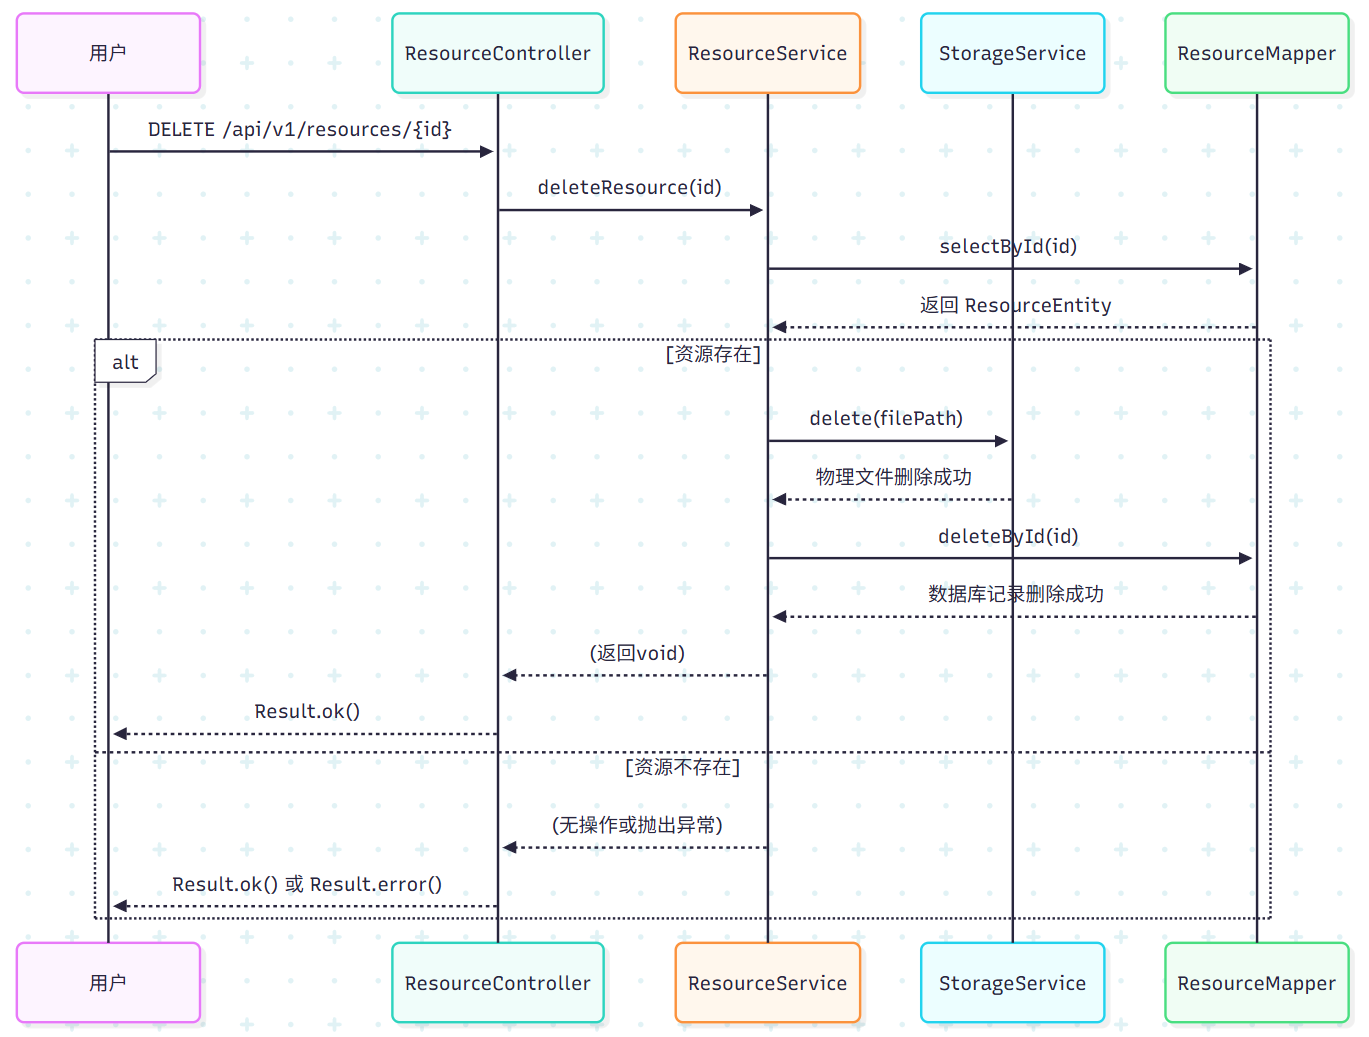 用户
ResourceController
ResourceService
StorageService
ResourceMapper
DELETE /api/v1/resources/{id}
deleteResource(id)
selectById(id)
返回 ResourceEntity
alt
[资源存在]
delete(filePath)
物理文件删除成功
deleteById(id)
数据库记录删除成功
(返回void)
Result.ok()
[资源不存在]
(无操作或抛出异常)
Result.ok() 或 Result.error()
用户
ResourceController
ResourceService
StorageService
ResourceMapper